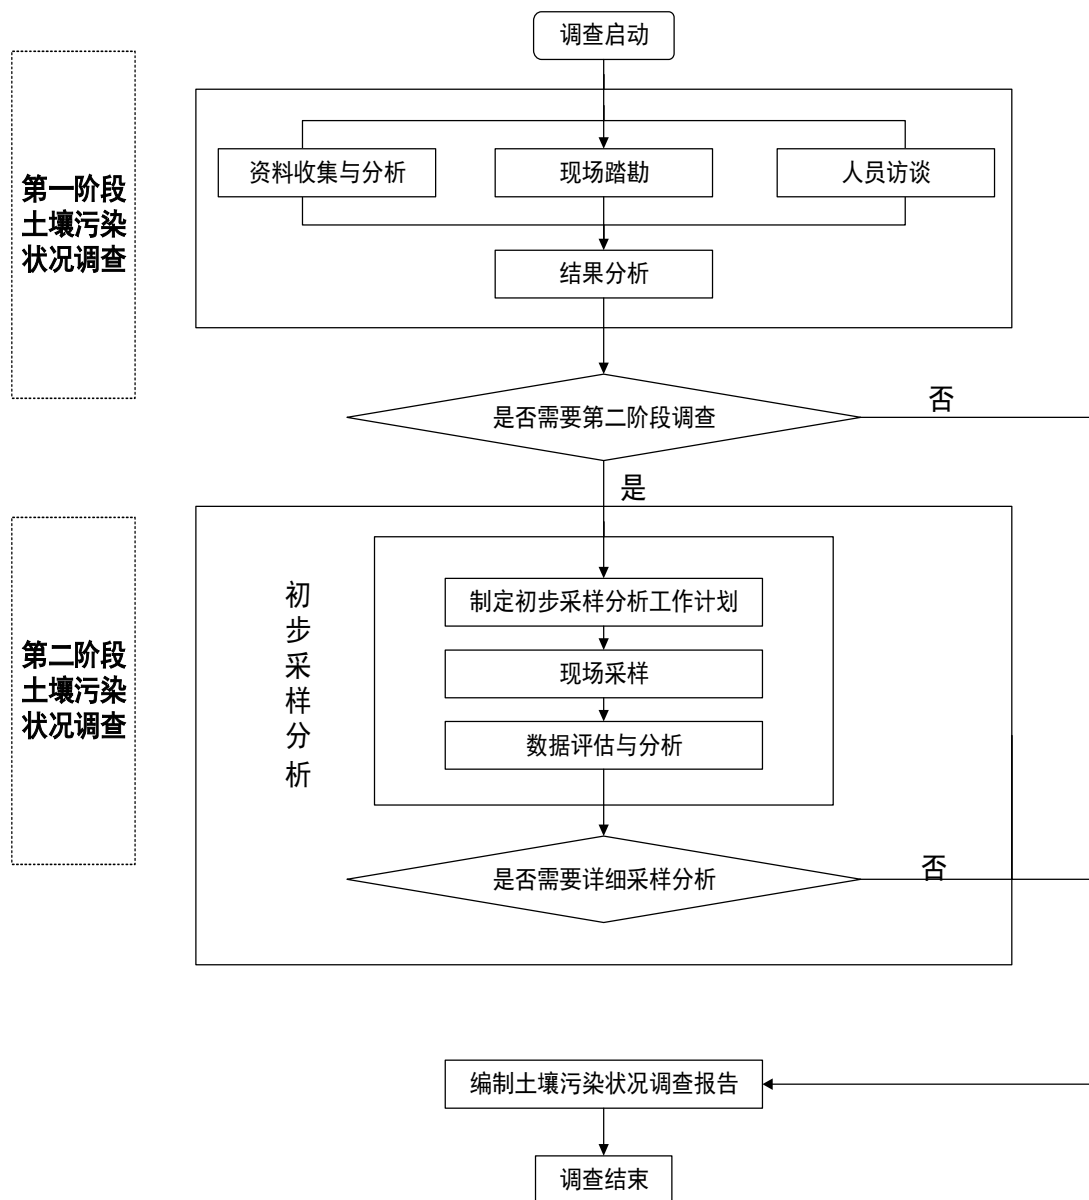 调查启动
第一阶段
土壤污染
状况调查
资料收集与分析
现场踏勘
人员访谈
结果分析
是否需要第二阶段调查
否
是
第二阶段
土壤污染
状况调查
初步采样分析
制定初步采样分析工作计划
现场采样
数据评估与分析
是否需要详细采样分析
否
编制土壤污染状况调查报告
调查结束